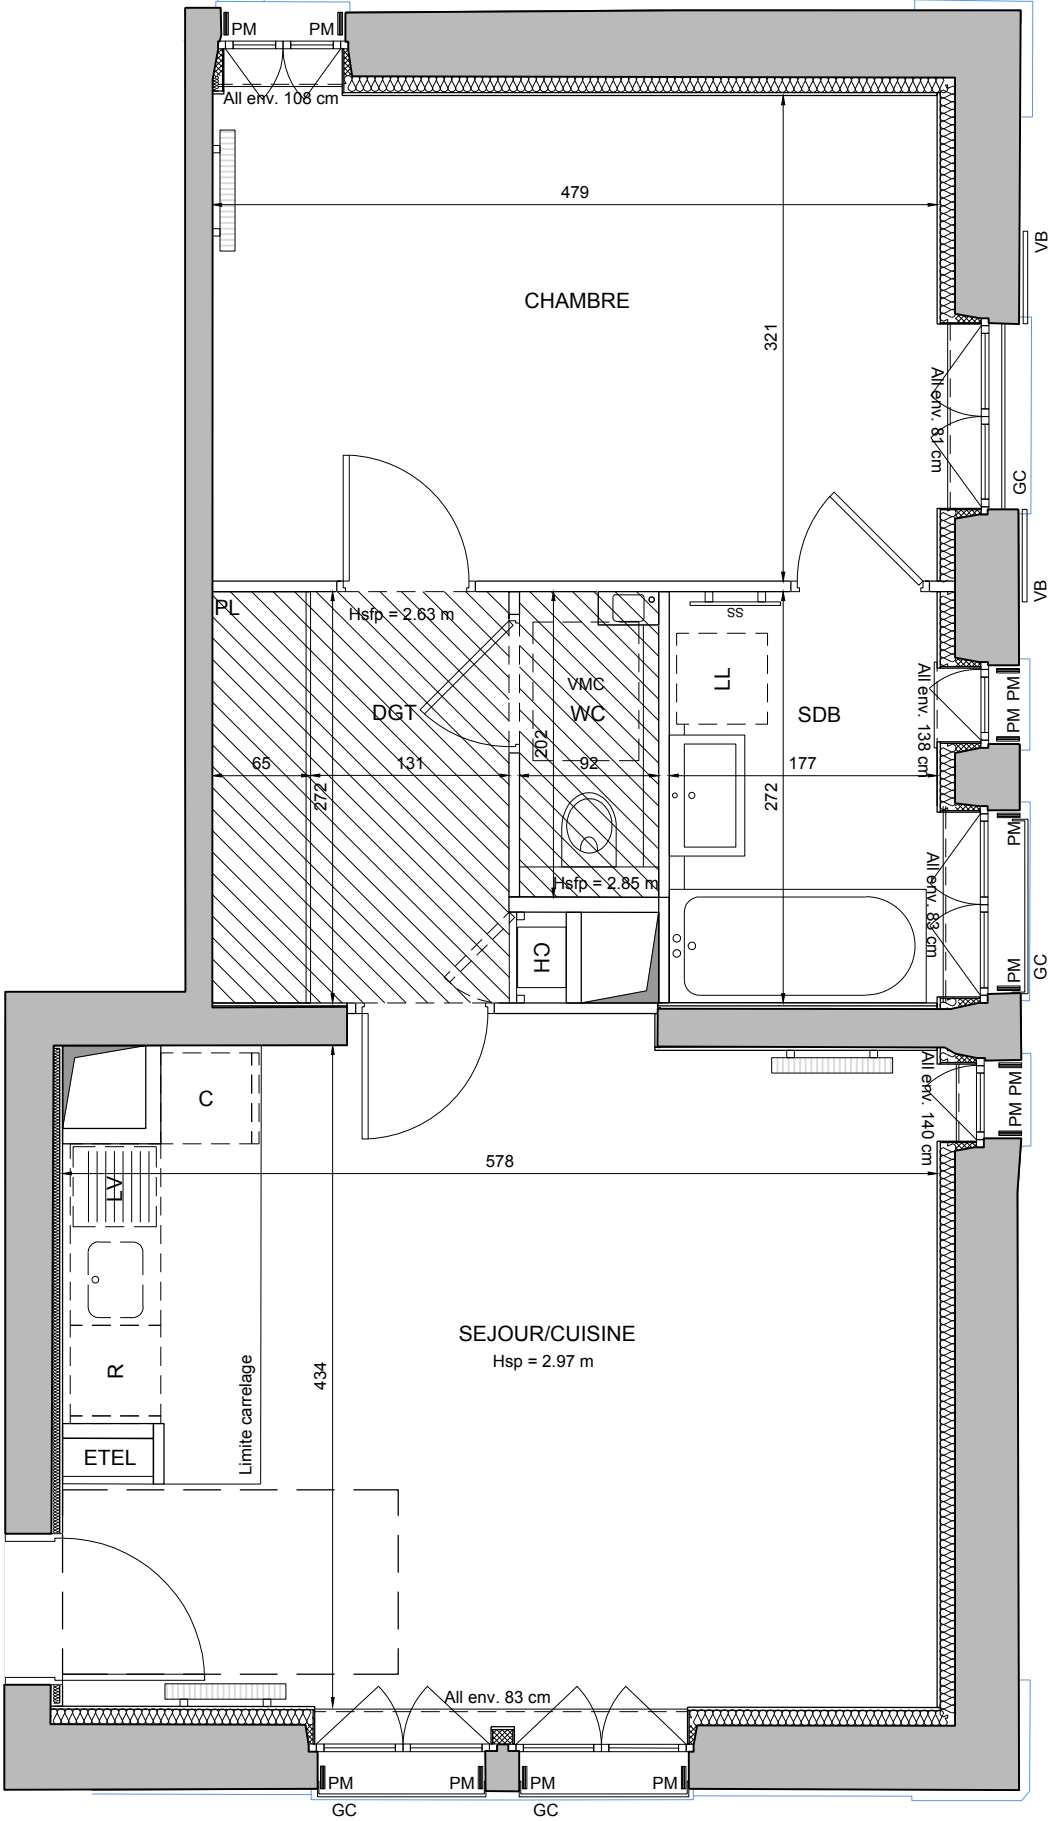 PM
PM
All env. 108 cm
479
VB
CHAMBRE
321
All env. 81 cm
GC
VB
PL
Hsfp = 2.63 m
SS
LL
VMC
WC
DGT
SDB
All env. 138 cm
PM
PM
202
65
131
92
177
272
272
PM
All env. 83 cm
Hsfp = 2.85 m
CH
PM
GC
C
All env. 140 cm
PM
PM
578
LV
SEJOUR/CUISINE
Hsp = 2.97 m
R
434
Limite carrelage
ETEL
All env. 83 cm
PM
PM
PM
PM
GC
GC